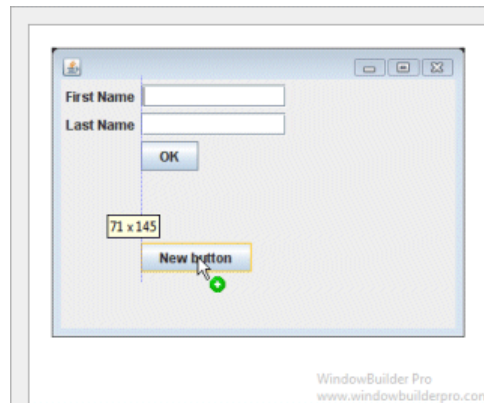 First Name
Last Name
OK
71 x 145
New button
WindowBuilder Pro
www.windowbuilderpro.com